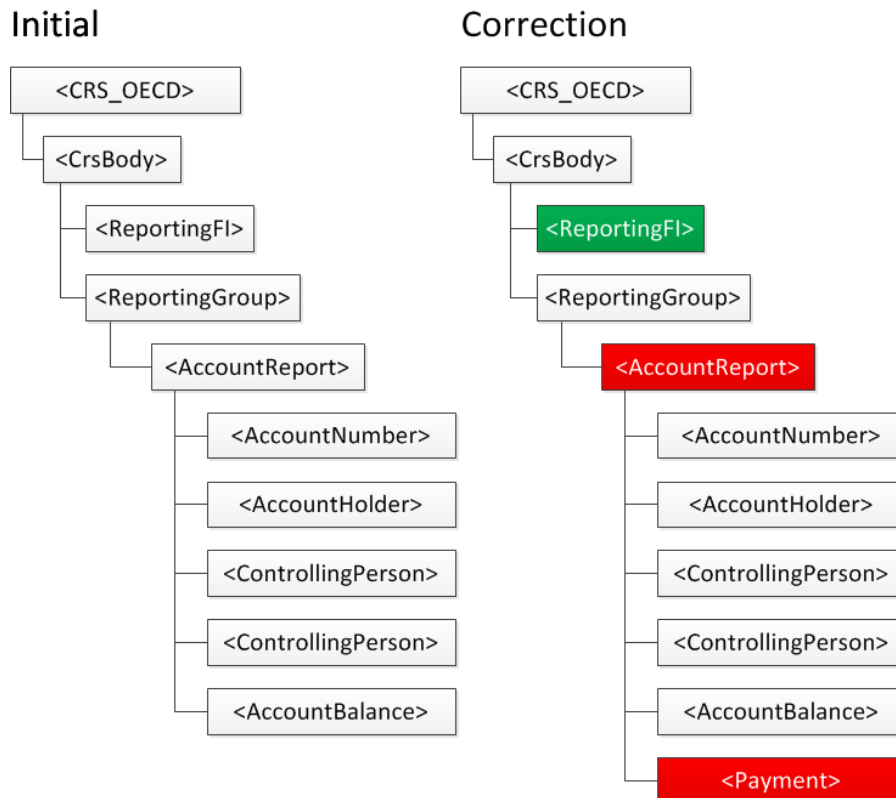 Initial
<CRS_OECD>
<CrsBody>
<ReportingFI>
<ReportingGroup>
<AccountReport>
<AccountNumber>
<AccountHolder>
<ControllingPerson>
<ControllingPerson>
<AccountBalance>
Correction
<CRS_OECD>
<CrsBody>
<ReportingFI>
<ReportingGroup>
<AccountReport>
<AccountNumber>
<AccountHolder>
<ControllingPerson>
<ControllingPerson>
<AccountBalance>
<Payment>